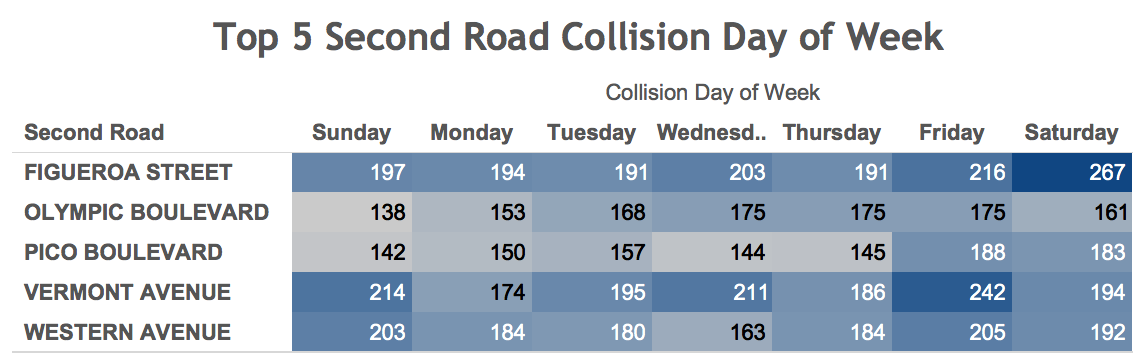 Top 5 Second Road Collision Day of Week
Collision Day of Week
Second Road Sunday Monday Tuesday Wednesd.. Thursday Friday Saturday
FIGUEROA STREET 197 194 191 203 191 216 267
OLYMPIC BOULEVARD 138 153 168 175 175 175 161
PICO BOULEVARD 142 150 157 144 145 188 183
VERMONT AVENUE 214 174 195 211 186 242 194
WESTERN AVENUE 203 184 180 163 184 205 192